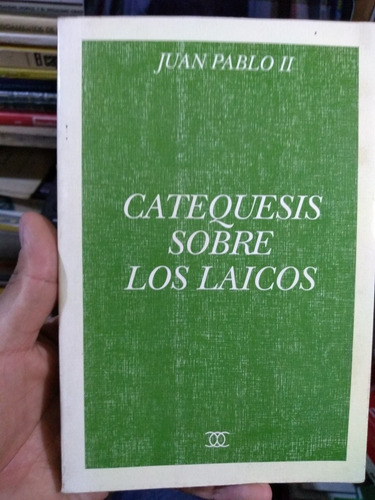 JUAN PABLO II
CATEQUESIS
SOBRE
LOS LAICOS